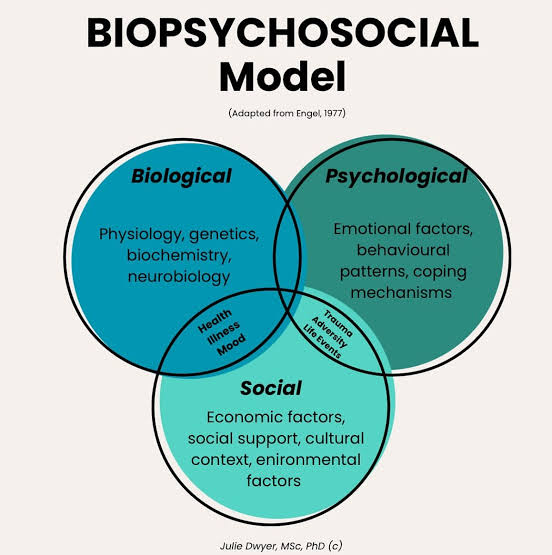 BIOPSYCHOSOCIAL
Model
(Adapted from Engel, 1977)
Biological
Physiology, genetics,
biochemistry,
neurobiology
Psychological
Emotional factors,
behavioural
patterns, coping
mechanisms
Health
Illness
Mood
Trauma
Adversity
Life Events
Social
Economic factors,
social support, cultural
context, enironmental
factors
Julie Dwyer, MSc, PhD (c)